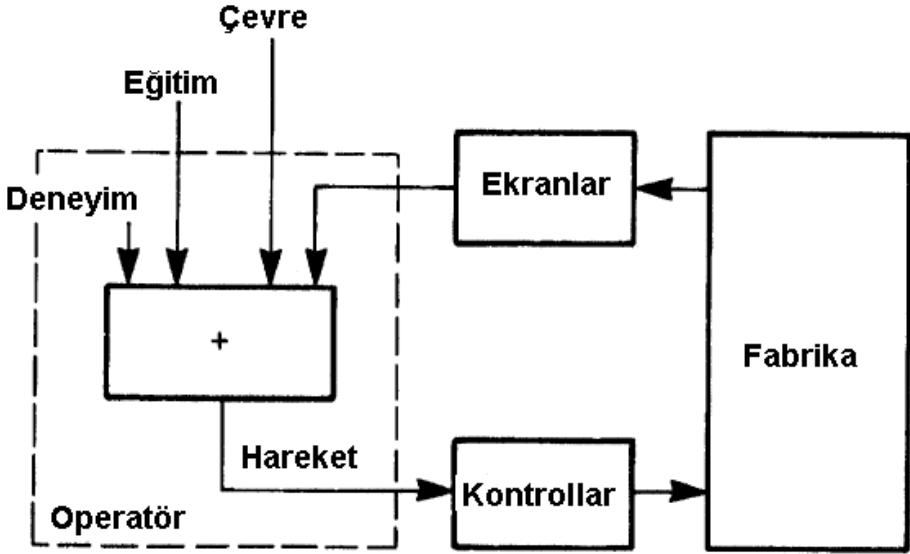 Çevre
Eğitim
Deneyim
Ekranlar
+
Fabrika
Hareket
Kontrollar
Operatör